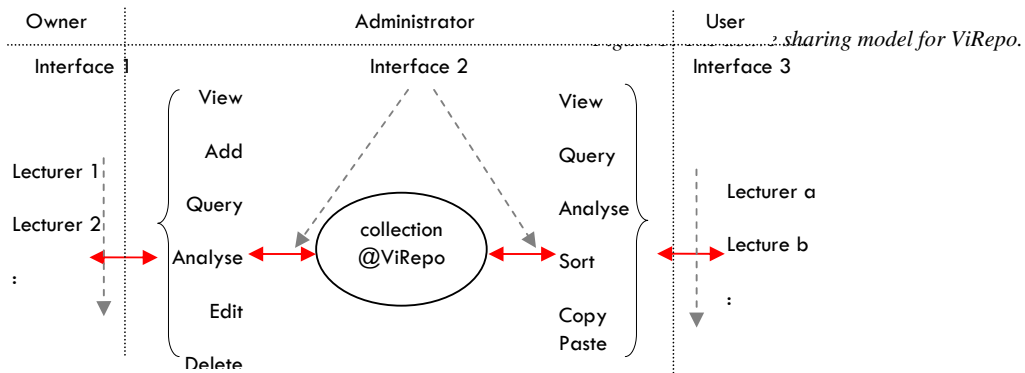 Owner
Administrator
User
sharing model for ViRepo.
Interface 1
Interface 2
Interface 3
View
Add
Query
Analyse
Edit
Delete
Lecturer 1
Lecturer 2
:
collection
@ViRepo
View
Query
Analyse
Sort
Copy
Paste
Lecturer a
Lecture b
: